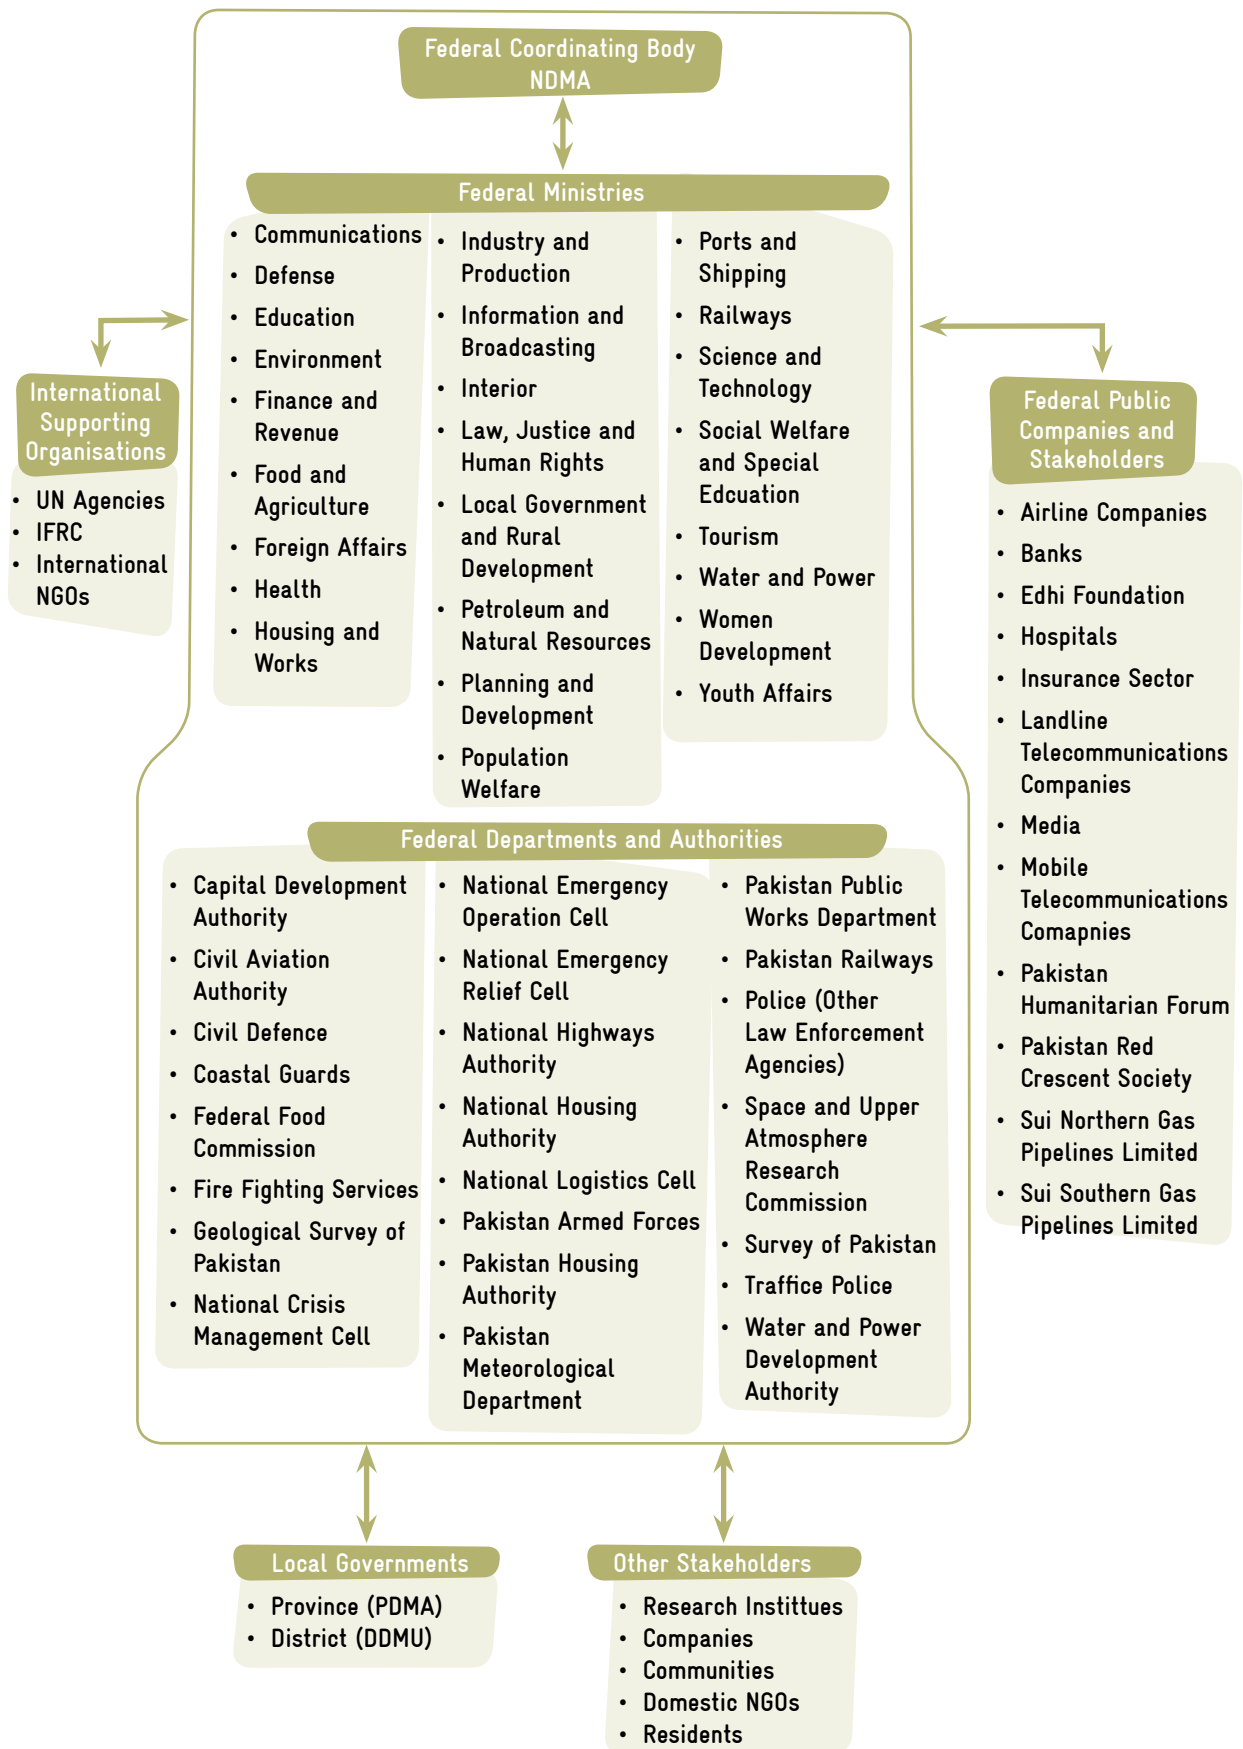 Federal Coordinating Body
NDMA
Federal Ministries
• Communications
• Defense
• Education
• Environment
• Finance and
Revenue
• Food and
Agriculture
• Foreign Affairs
• Health
• Housing and
Works
• Industry and
Production
• Information and
Broadcasting
• Interior
• Law, Justice and
Human Rights
• Local Government
and Rural
Development
• Petroleum and
Natural Resources
• Planning and
Development
• Population
Welfare
• Ports and
Shipping
• Railways
• Science and
Technology
• Social Welfare
and Special
Edcuation
• Tourism
• Water and Power
• Women
Development
• Youth Affairs
International
Supporting
Organisations
• UN Agencies
• IFRC
• International
NGOs
Federal Public
Companies and
Stakeholders
• Airline Companies
• Banks
• Edhi Foundation
• Hospitals
• Insurance Sector
• Landline
Telecommunications
Companies
• Media
• Mobile
Telecommunications
Comapnies
• Pakistan
Humanitarian Forum
• Pakistan Red
Crescent Society
• Sui Northern Gas
Pipelines Limited
• Sui Southern Gas
Pipelines Limited
Federal Departments and Authorities
• Capital Development
Authority
• Civil Aviation
Authority
• Civil Defence
• Coastal Guards
• Federal Food
Commission
• Fire Fighting Services
• Geological Survey of
Pakistan
• National Crisis
Management Cell
• National Emergency
Operation Cell
• National Emergency
Relief Cell
• National Highways
Authority
• National Housing
Authority
• National Logistics Cell
• Pakistan Armed Forces
• Pakistan Housing
Authority
• Pakistan
Meteorological
Department
• Pakistan Public
Works Department
• Pakistan Railways
• Police (Other
Law Enforcement
Agencies)
• Space and Upper
Atmosphere
Research
Commission
• Survey of Pakistan
• Traffice Police
• Water and Power
Development
Authority
Local Governments
• Province (PDMA)
• District (DDMU)
Other Stakeholders
• Research Instittues
• Companies
• Communities
• Domestic NGOs
• Residents